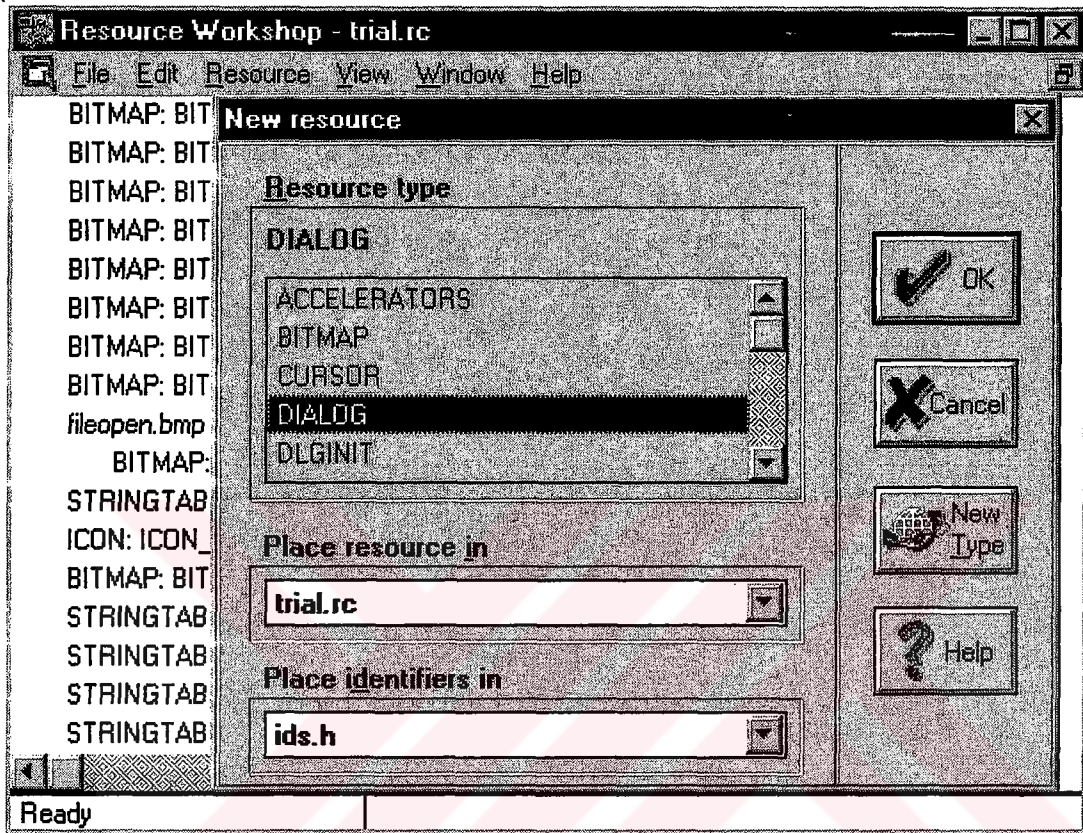 Resource Workshop - trial.rc
File Edit Resource View Window Help
BITMAP: BIT
BITMAP: BIT
BITMAP: BIT
BITMAP: BIT
BITMAP: BIT
BITMAP: BIT
BITMAP: BIT
BITMAP: BIT
fileopen.bmp
BITMAP:
STRINGTAB
ICON: ICON_
BITMAP: BIT
STRINGTAB
STRINGTAB
STRINGTAB
STRINGTAB
New resource
Resource type
DIALOG
ACCELERATORS
BITMAP
CURSOR
DIALOG
DLGINIT
Place resource in
trial.rc
Place identifiers in
ids.h
OK
Cancel
New
Type
Help
Ready